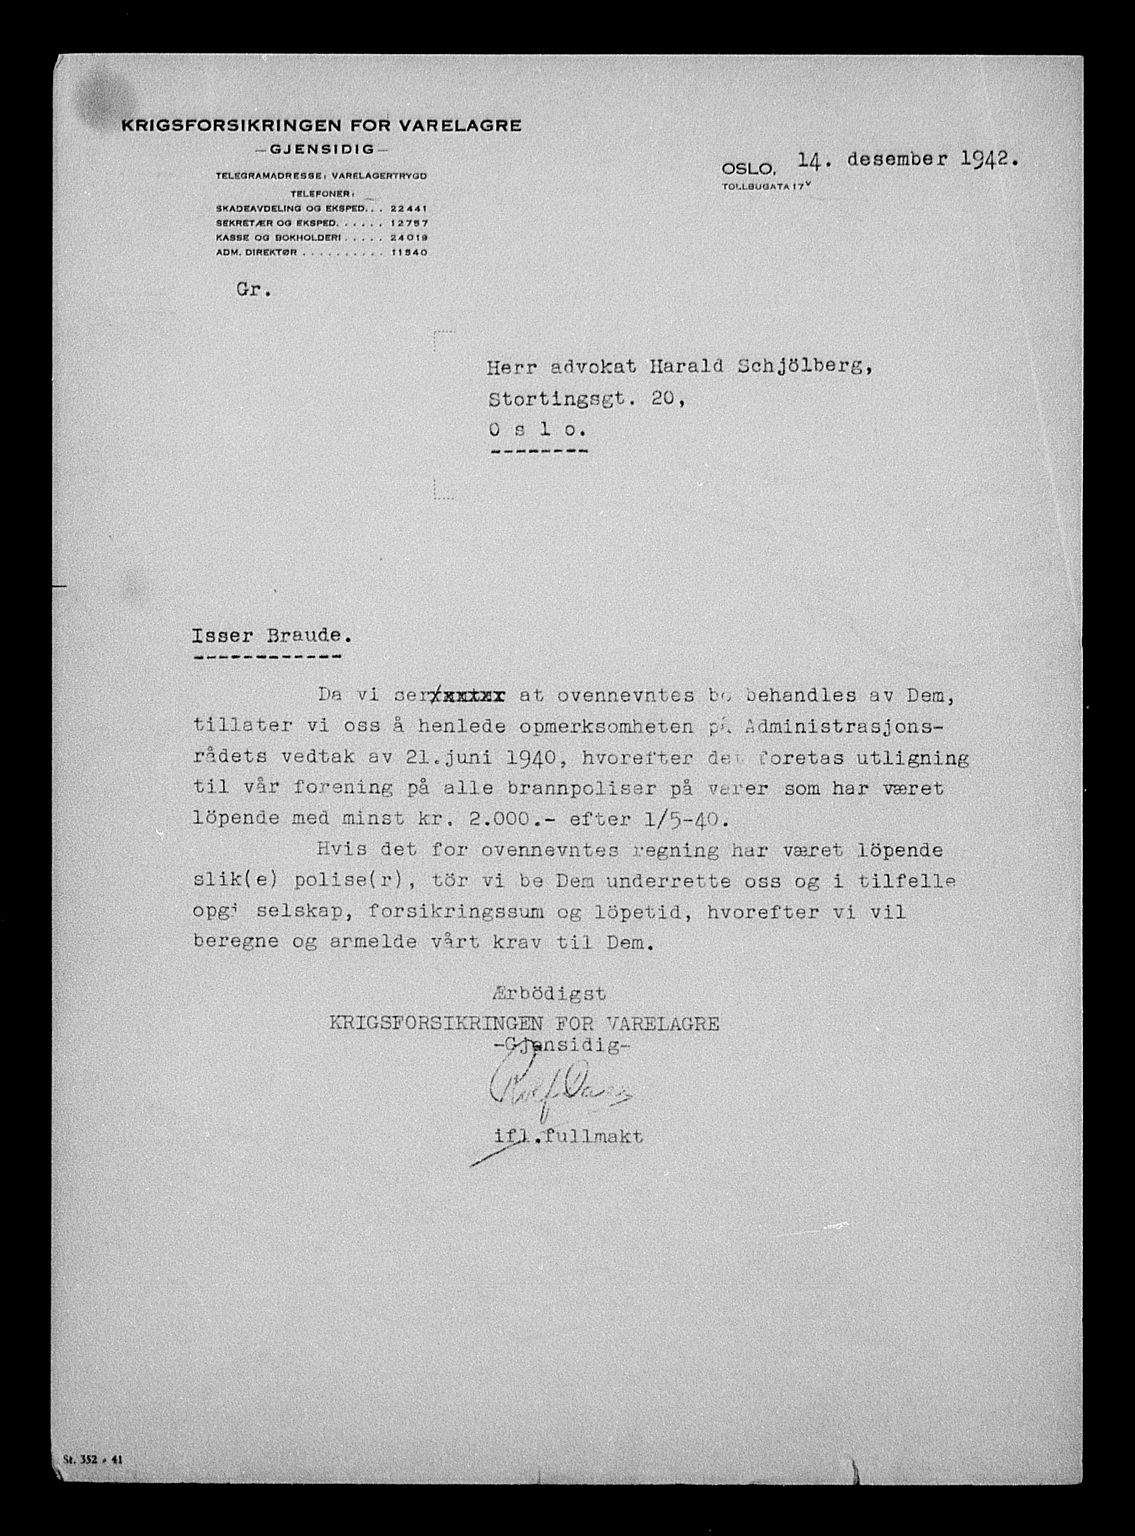 KRIGSFORSIKRINGEN FOR VARELAGRE
—GJENSIDIG—
TELEGRAMADRESSE: VARELAGERTRYGD
TELEFONER:
SKADEAVDELING OG EKSPED. . . 22441
SEKRETÆR OG EKSPED. . . . . . 12757
KASSE OG BOKHOLDERI . . . . . 24019
ADM. DIREKTØR . . . . . . . . . . 11540
OSLO, 14. desember 1942.
TOLLBUGATA 17 V
Gr.
Herr advokat Harald Schjölberg,
Stortingsgt. 20,
O s l o.
Isser Braude.
Da vi ser at ovennevntes bo behandles av Dem,
tillater vi oss å henlede opmerksomheten på Administrasjons-
rådets vedtak av 21.juni 1940, hvorefter det foretas utligning
til vår forening på alle brannpoliser på varer som har været
löpende med minst kr. 2.000.- efter 1/5-40.
Hvis det for ovennevntes regning har været löpende
slik(e) polise(r), tör vi be Dem underrette oss og i tilfelle
opgi selskap, forsikringssum og löpetid, hvorefter vi vil
beregne og armelde vårt krav til Dem.
Ærbödigst
KRIGSFORSIKRINGEN FOR VARELAGRE
-Gjensidig-
Rolf
ifl.fullmakt
St. 352 - 41